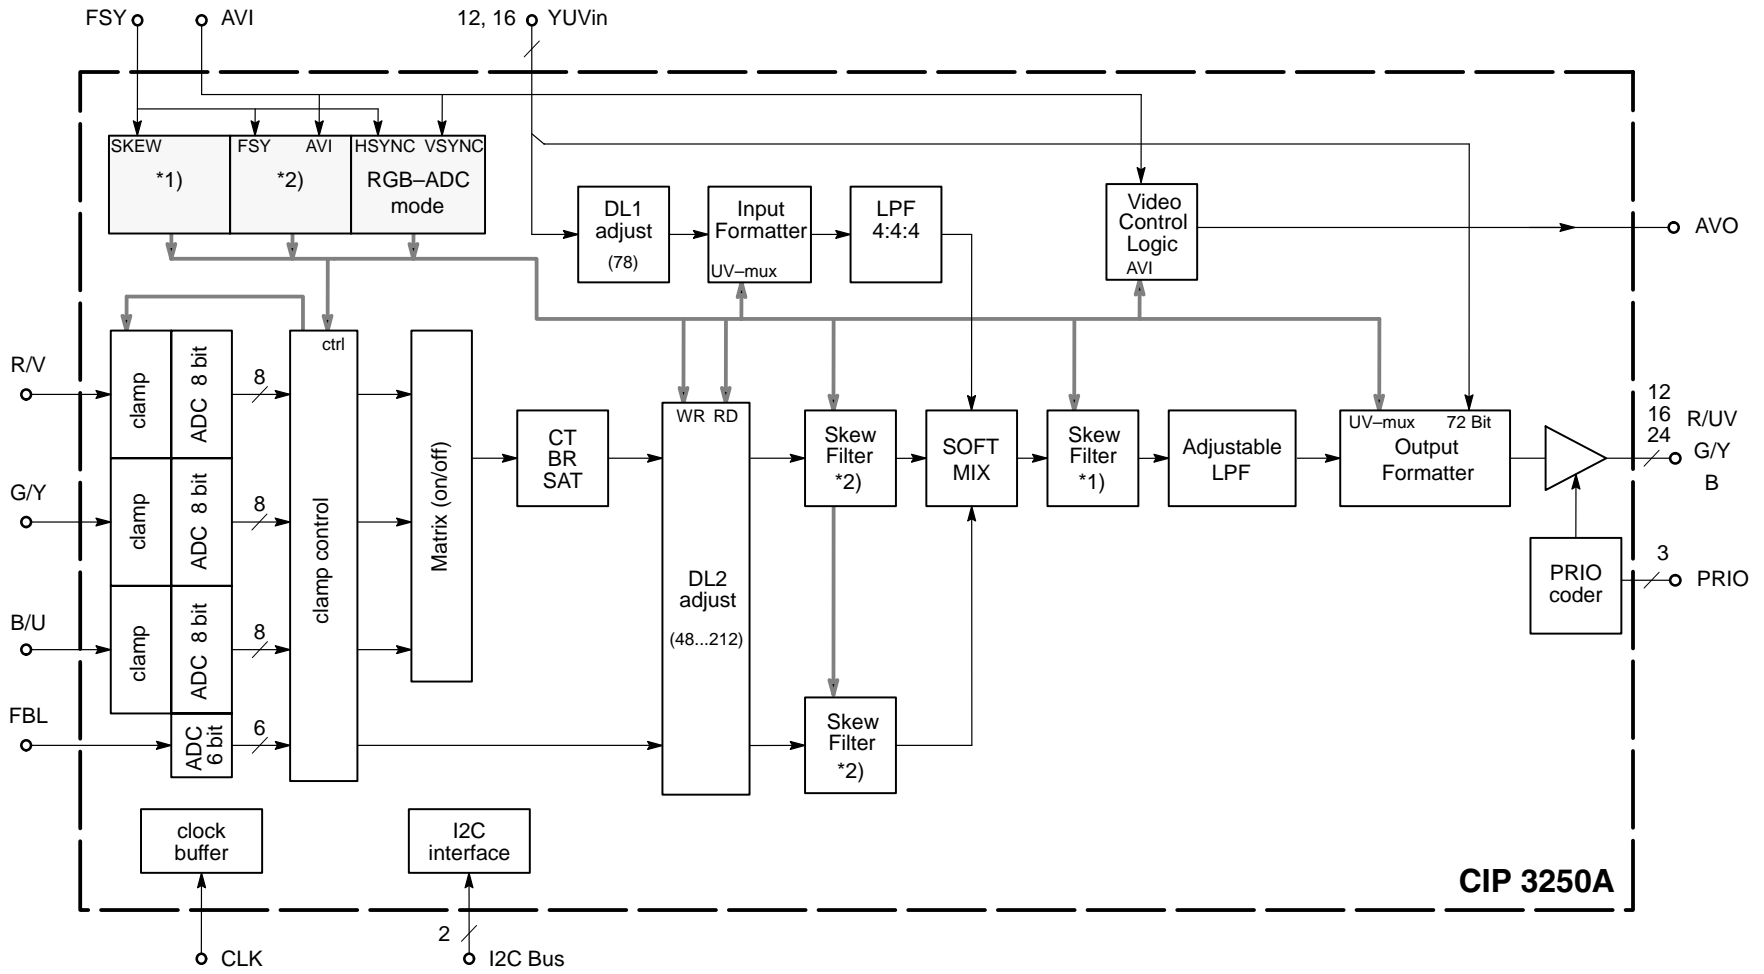 FSY
AVI
12, 16
YUVin
SKEW
*1)
FSY
AVI
*2)
HSYNC
VSYNC
RGB–ADC
mode
DL1
adjust
(78)
Input
Formatter
UV–mux
LPF
4:4:4
Video
Control
Logic
AVI
AVO
R/V
clamp
ADC 8 bit
8
G/Y
clamp
ADC 8 bit
8
B/U
clamp
ADC 8 bit
8
FBL
ADC
6 bit
6
ctrl
clamp control
Matrix (on/off)
CT
BR
SAT
WR
RD
DL2
adjust
(48...212)
Skew
Filter
*2)
Skew
Filter
*2)
SOFT
MIX
Skew
Filter
*1)
Adjustable
LPF
UV–mux
72 Bit
Output
Formatter
12
16
24
R/UV
G/Y
B
PRIO
coder
3
PRIO
clock
buffer
I2C
interface
CIP 3250A
CLK
2
I2C Bus